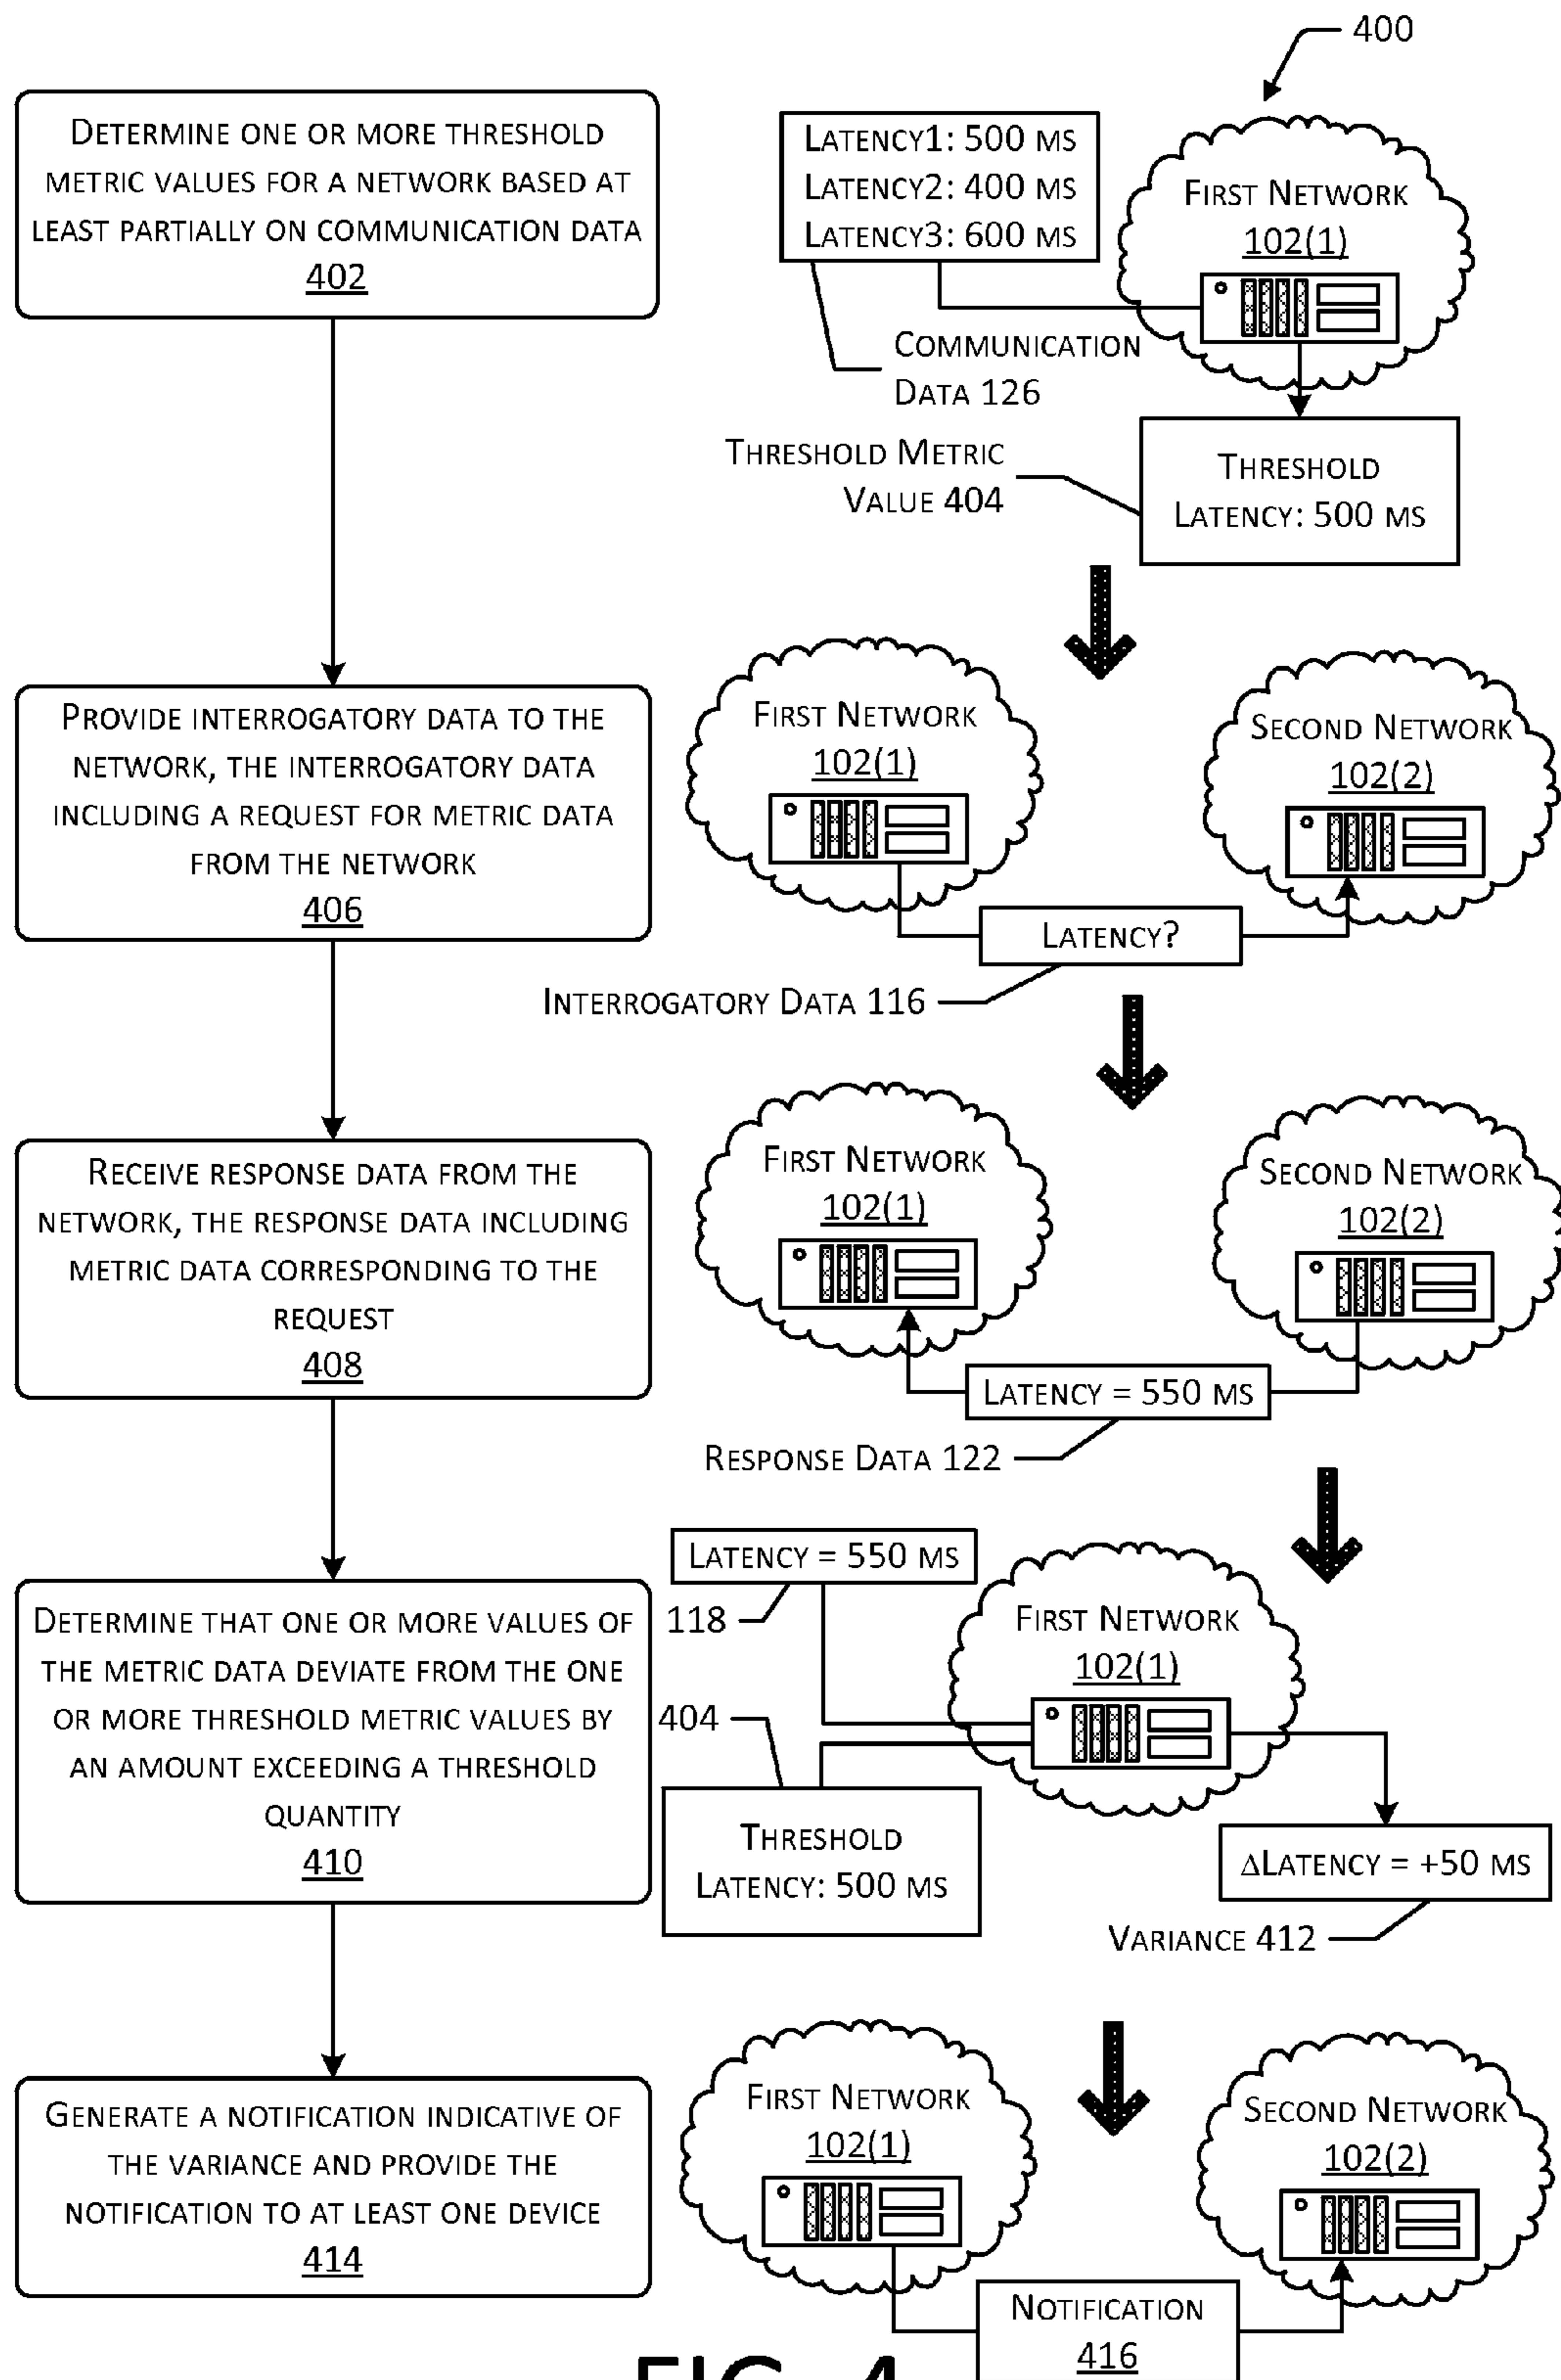 400
DETERMINE ONE OR MORE THRESHOLD
METRIC VALUES FOR A NETWORK BASED AT
LEAST PARTIALLY ON COMMUNICATION DATA
402
LATENCY1: 500 MS
LATENCY2: 400 MS
LATENCY3: 600 MS
FIRST NETWORK
102(1)
COMMUNICATION
DATA 126
THRESHOLD METRIC
VALUE 404
THRESHOLD
LATENCY: 500 MS
PROVIDE INTERROGATORY DATA TO THE
NETWORK, THE INTERROGATORY DATA
INCLUDING A REQUEST FOR METRIC DATA
FROM THE NETWORK
406
FIRST NETWORK
102(1)
SECOND NETWORK
102(2)
LATENCY?
INTERROGATORY DATA 116
RECEIVE RESPONSE DATA FROM THE
NETWORK, THE RESPONSE DATA INCLUDING
METRIC DATA CORRESPONDING TO THE
REQUEST
408
FIRST NETWORK
102(1)
SECOND NETWORK
102(2)
LATENCY = 550 MS
RESPONSE DATA 122
DETERMINE THAT ONE OR MORE VALUES OF
THE METRIC DATA DEVIATE FROM THE ONE
OR MORE THRESHOLD METRIC VALUES BY
AN AMOUNT EXCEEDING A THRESHOLD
QUANTITY
410
LATENCY = 550 MS
118
FIRST NETWORK
102(1)
404
THRESHOLD
LATENCY: 500 MS
ΔLATENCY = +50 MS
VARIANCE 412
GENERATE A NOTIFICATION INDICATIVE OF
THE VARIANCE AND PROVIDE THE
NOTIFICATION TO AT LEAST ONE DEVICE
414
FIRST NETWORK
102(1)
SECOND NETWORK
102(2)
NOTIFICATION
416
FIG. 4